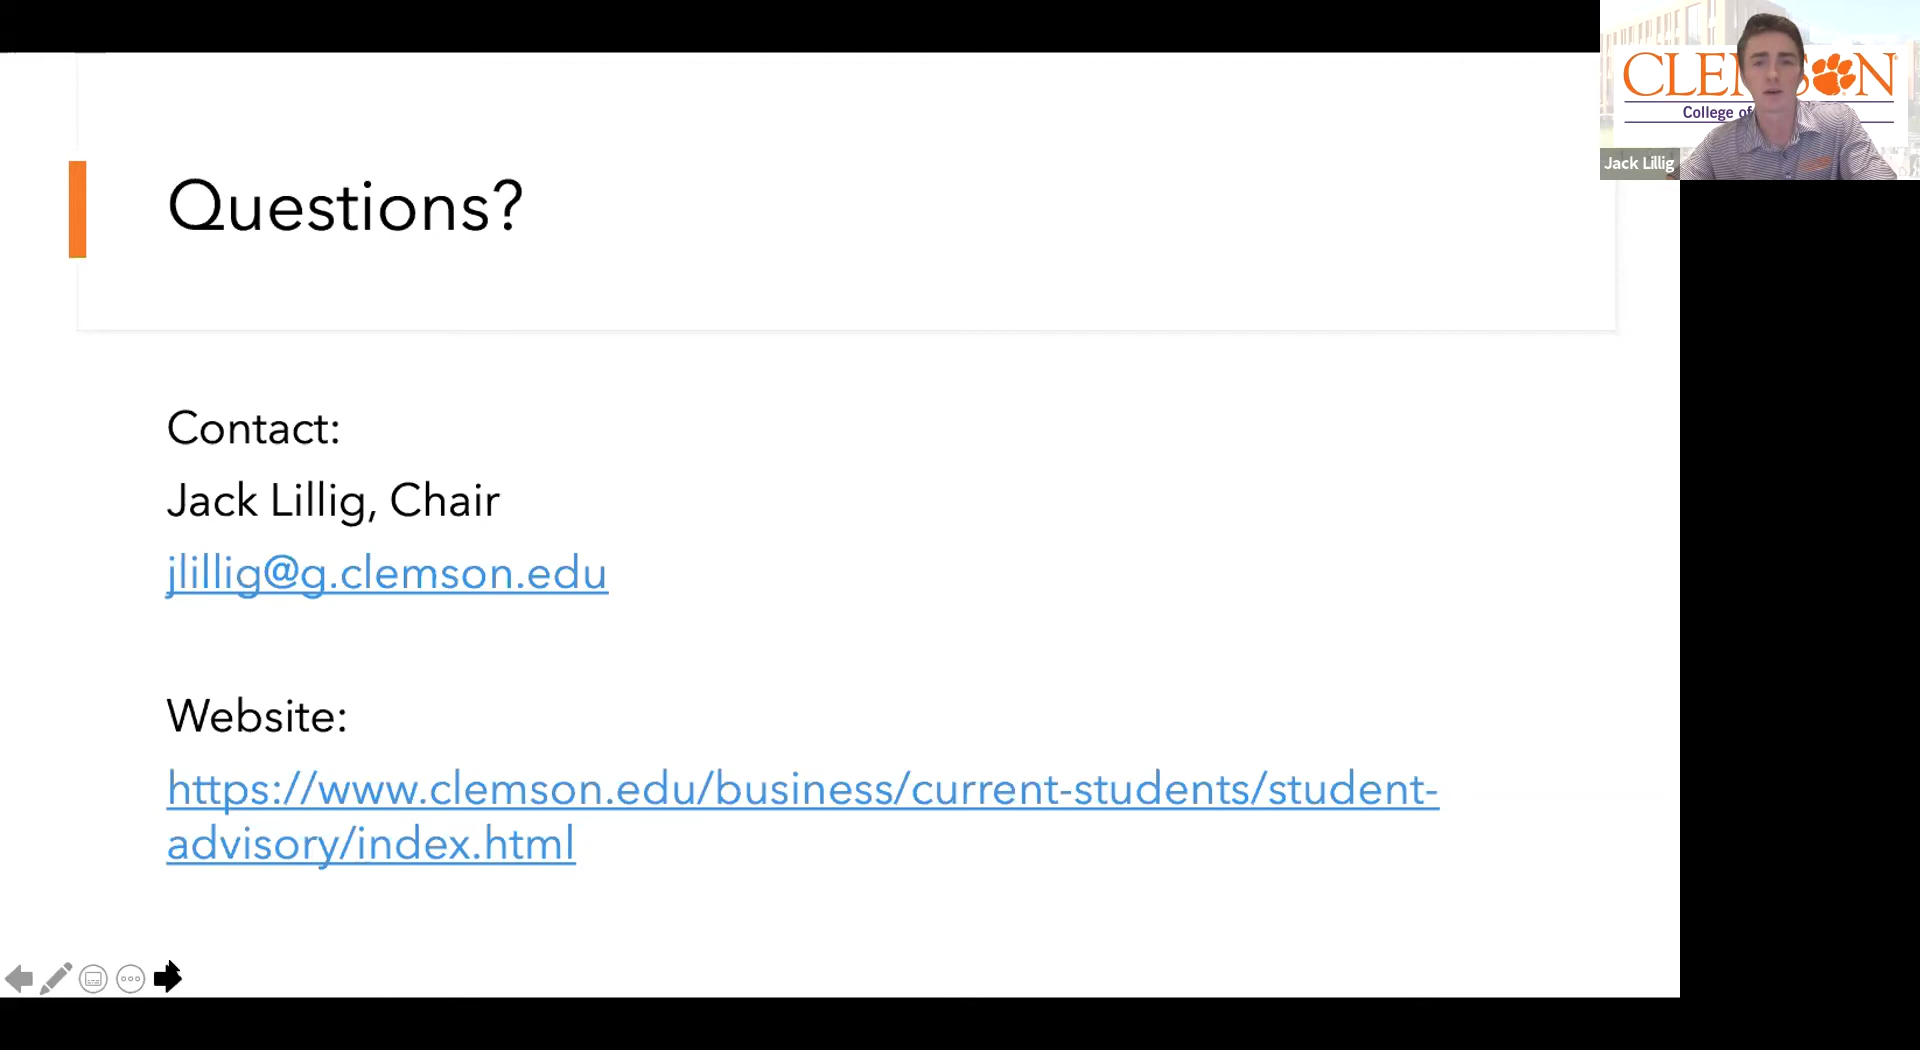 Questions?
Contact:
Jack Lillig, Chair
jlillig@g.clemson.edu
Website:
https://www.clemson.edu/business/current-students/student-
advisory/index.html
College of
Jack Lillig